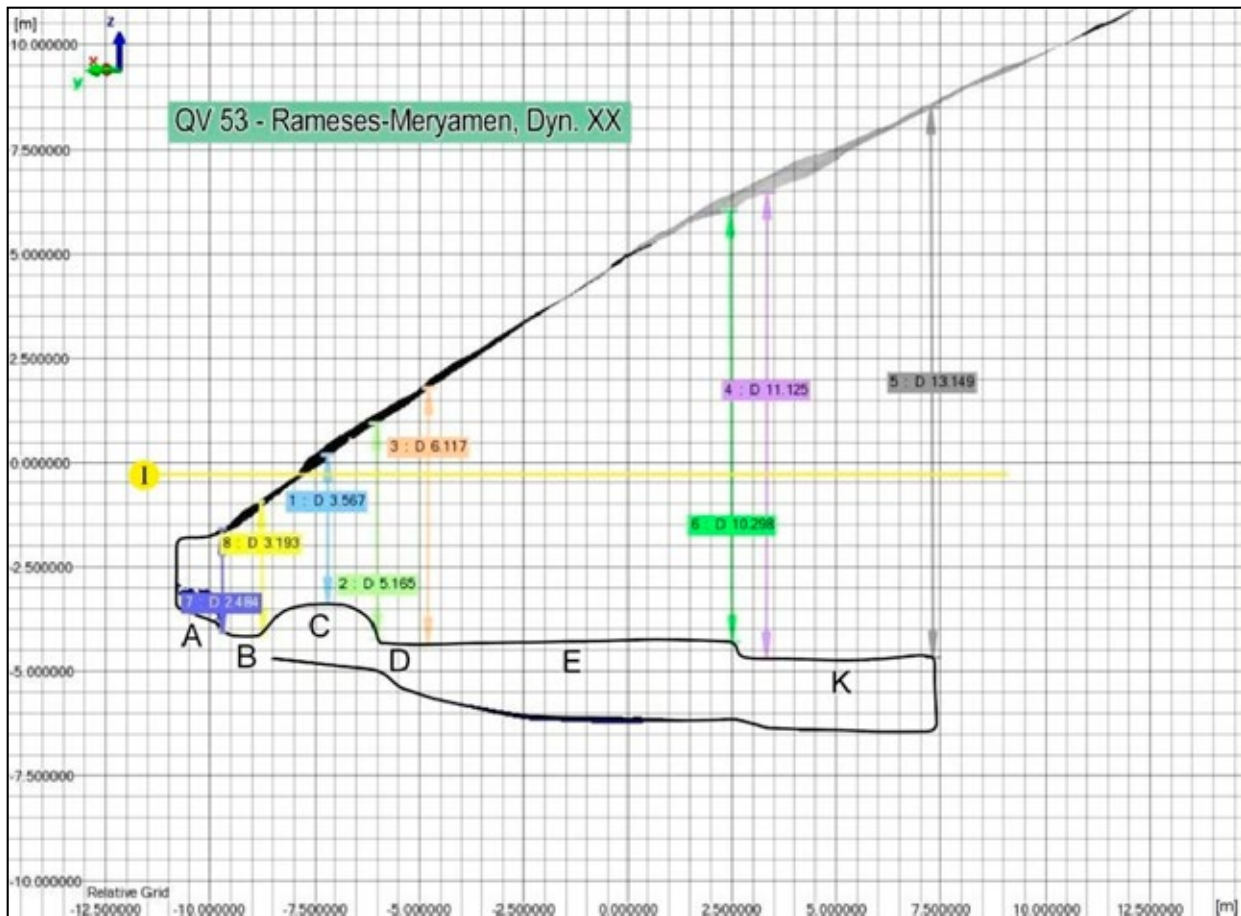 [m]
z
x
y
10.000000
QV 53 - Rameses-Meryamen, Dyn. XX
7.500000
5.000000
2.500000
5 : D 13.149
4 : D 11.125
3 : D 6.117
0.000000
I
1 : D 3.567
6 : D 10.298
8 : D 3.193
-2.500000
2 : D 5.165
7 : D 2.484
A
B
C
D
E
K
-5.000000
-7.500000
-10.000000
Relative Grid
-12.500000 -10.000000 -7.500000 -5.000000 -2.500000 0.000000 2.500000 5.000000 7.500000 10.000000 12.500000 [m]